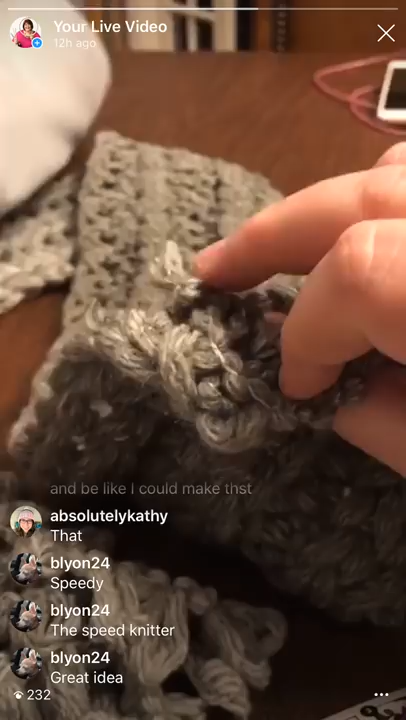 Your Live Video
12h ago
and be like I could make thst
absolutelykathy
That
blyon24
Speedy
blyon24
The speed knitter
blyon24
Great idea
232